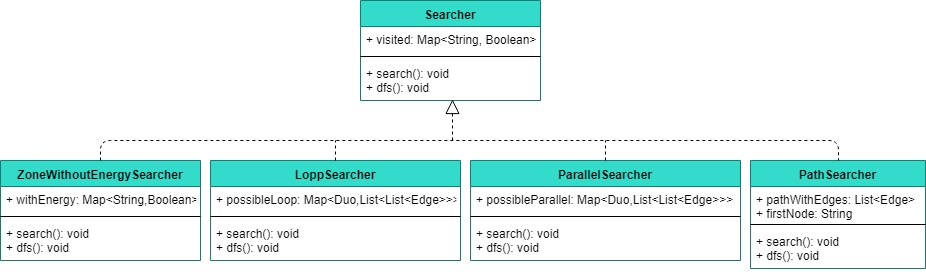 Searcher
+ visited: Map<String, Boolean>
+ search(): void
+ dfs(): void
ZoneWithoutEnergySearcher
+ withEnergy: Map<String,Boolean>
+ search(): void
+ dfs(): void
LoppSearcher
+ possibleLoop: Map<Duo,List<List<Edge>>>
+ search(): void
+ dfs(): void
ParallelSearcher
+ possibleParallel: Map<Duo,List<List<Edge>>>
+ search(): void
+ dfs(): void
PathSearcher
+ pathWithEdges: List<Edge>
+ firstNode: String
+ search(): void
+ dfs(): void